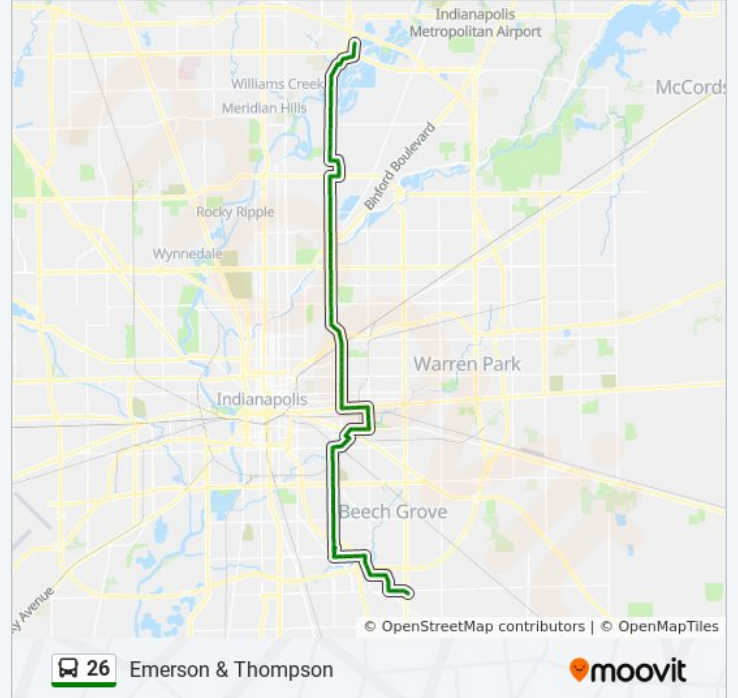 Indianapolis
Metropolitan Airport
Williams Creek
McCords
Meridian Hills
Binford Boulevard
Rocky Ripple
Wynnedale
Warren Park
Indianapolis
Beech Grove
y Avenue
© OpenStreetMap contributors | © OpenMapTiles
26 Emerson & Thompson
moovit